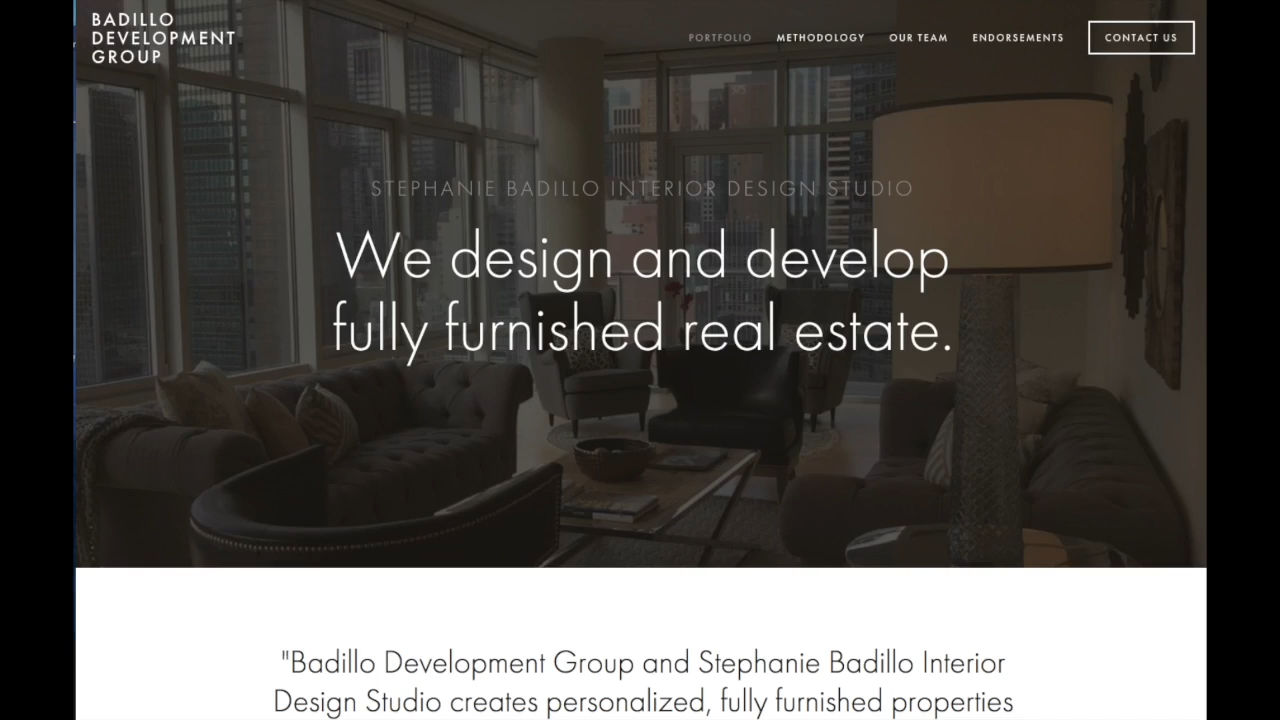 BADILLO
DEVELOPMENT
GROUP
PORTFOLIO METHODOLOGY OUR TEAM ENDORSEMENTS CONTACT US
STEPHANIE BADILLO INTERIOR DESIGN STUDIO
We design and develop
fully furnished real estate.
"Badillo Development Group and Stephanie Badillo Interior
Design Studio creates personalized, fully furnished properties